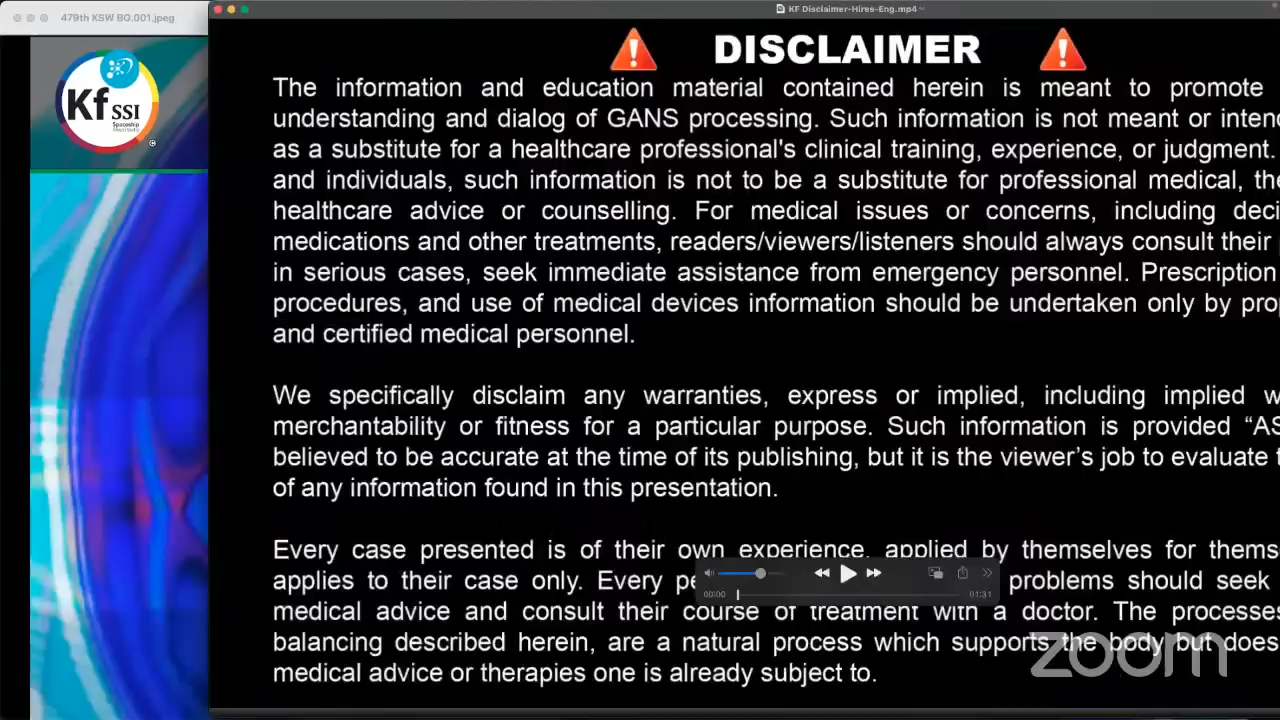 479th KSW BG.001.jpeg
KF Disclaimer-Hires-Eng.mp4
Kf SSI
Spaceship
Institute
©
DISCLAIMER
The information and education material contained herein is meant to promote
understanding and dialog of GANS processing. Such information is not meant or intend
as a substitute for a healthcare professional's clinical training, experience, or judgment.
and individuals, such information is not to be a substitute for professional medical, the
healthcare advice or counselling. For medical issues or concerns, including deci
medications and other treatments, readers/viewers/listeners should always consult their
in serious cases, seek immediate assistance from emergency personnel. Prescription
procedures, and use of medical devices information should be undertaken only by prop
and certified medical personnel.
We specifically disclaim any warranties, express or implied, including implied w
merchantability or fitness for a particular purpose. Such information is provided “AS
believed to be accurate at the time of its publishing, but it is the viewer’s job to evaluate t
of any information found in this presentation.
Every case presented is of their own experience, applied by themselves for thems
applies to their case only. Every pe problems should seek
medical advice and consult their course of treatment with a doctor. The processes
balancing described herein, are a natural process which supports the body but does
medical advice or therapies one is already subject to.
00:00 01:31
zoom